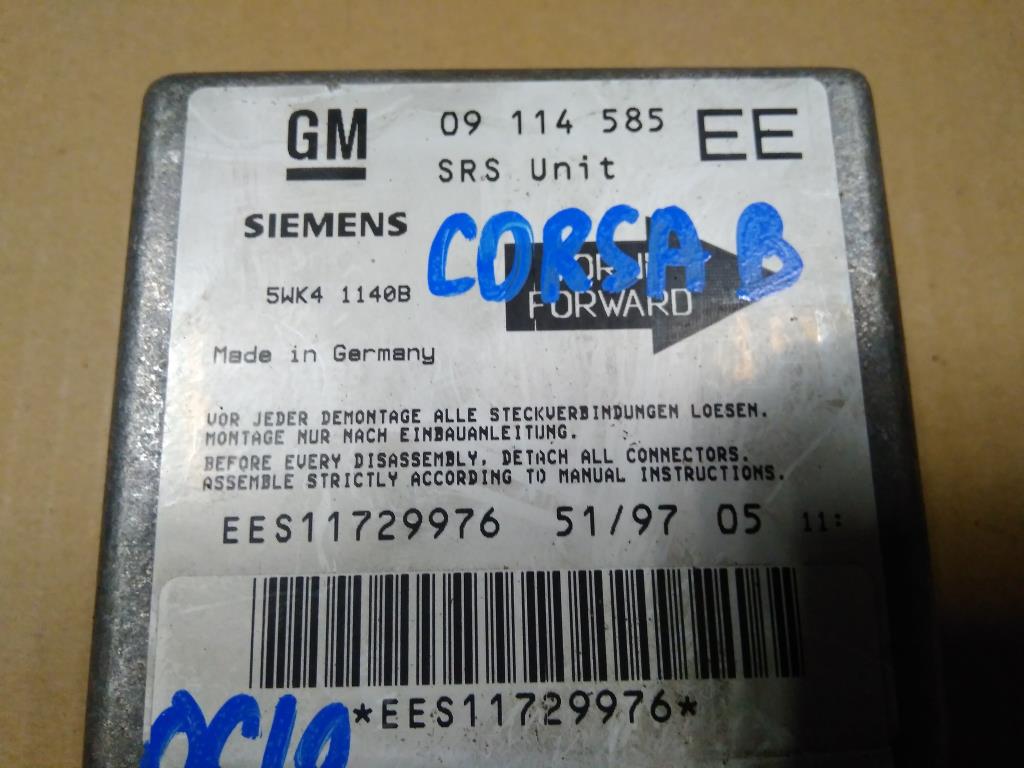 GM 09 114 585 EE
SRS Unit
SIEMENS
CORSA B
5WK4 1140B
FORWARD
Made in Germany
VOR JEDER DEMONTAGE ALLE STECKVERBINDUNGEN LOESEN.
MONTAGE NUR NACH EINBAUANLEITUNG.
BEFORE EVERY DISASSEMBLY, DETACH ALL CONNECTORS.
ASSEMBLE STRICTLY ACCORDING TO MANUAL INSTRUCTIONS.
EES11729976 51/97 05 11:
*EES11729976*